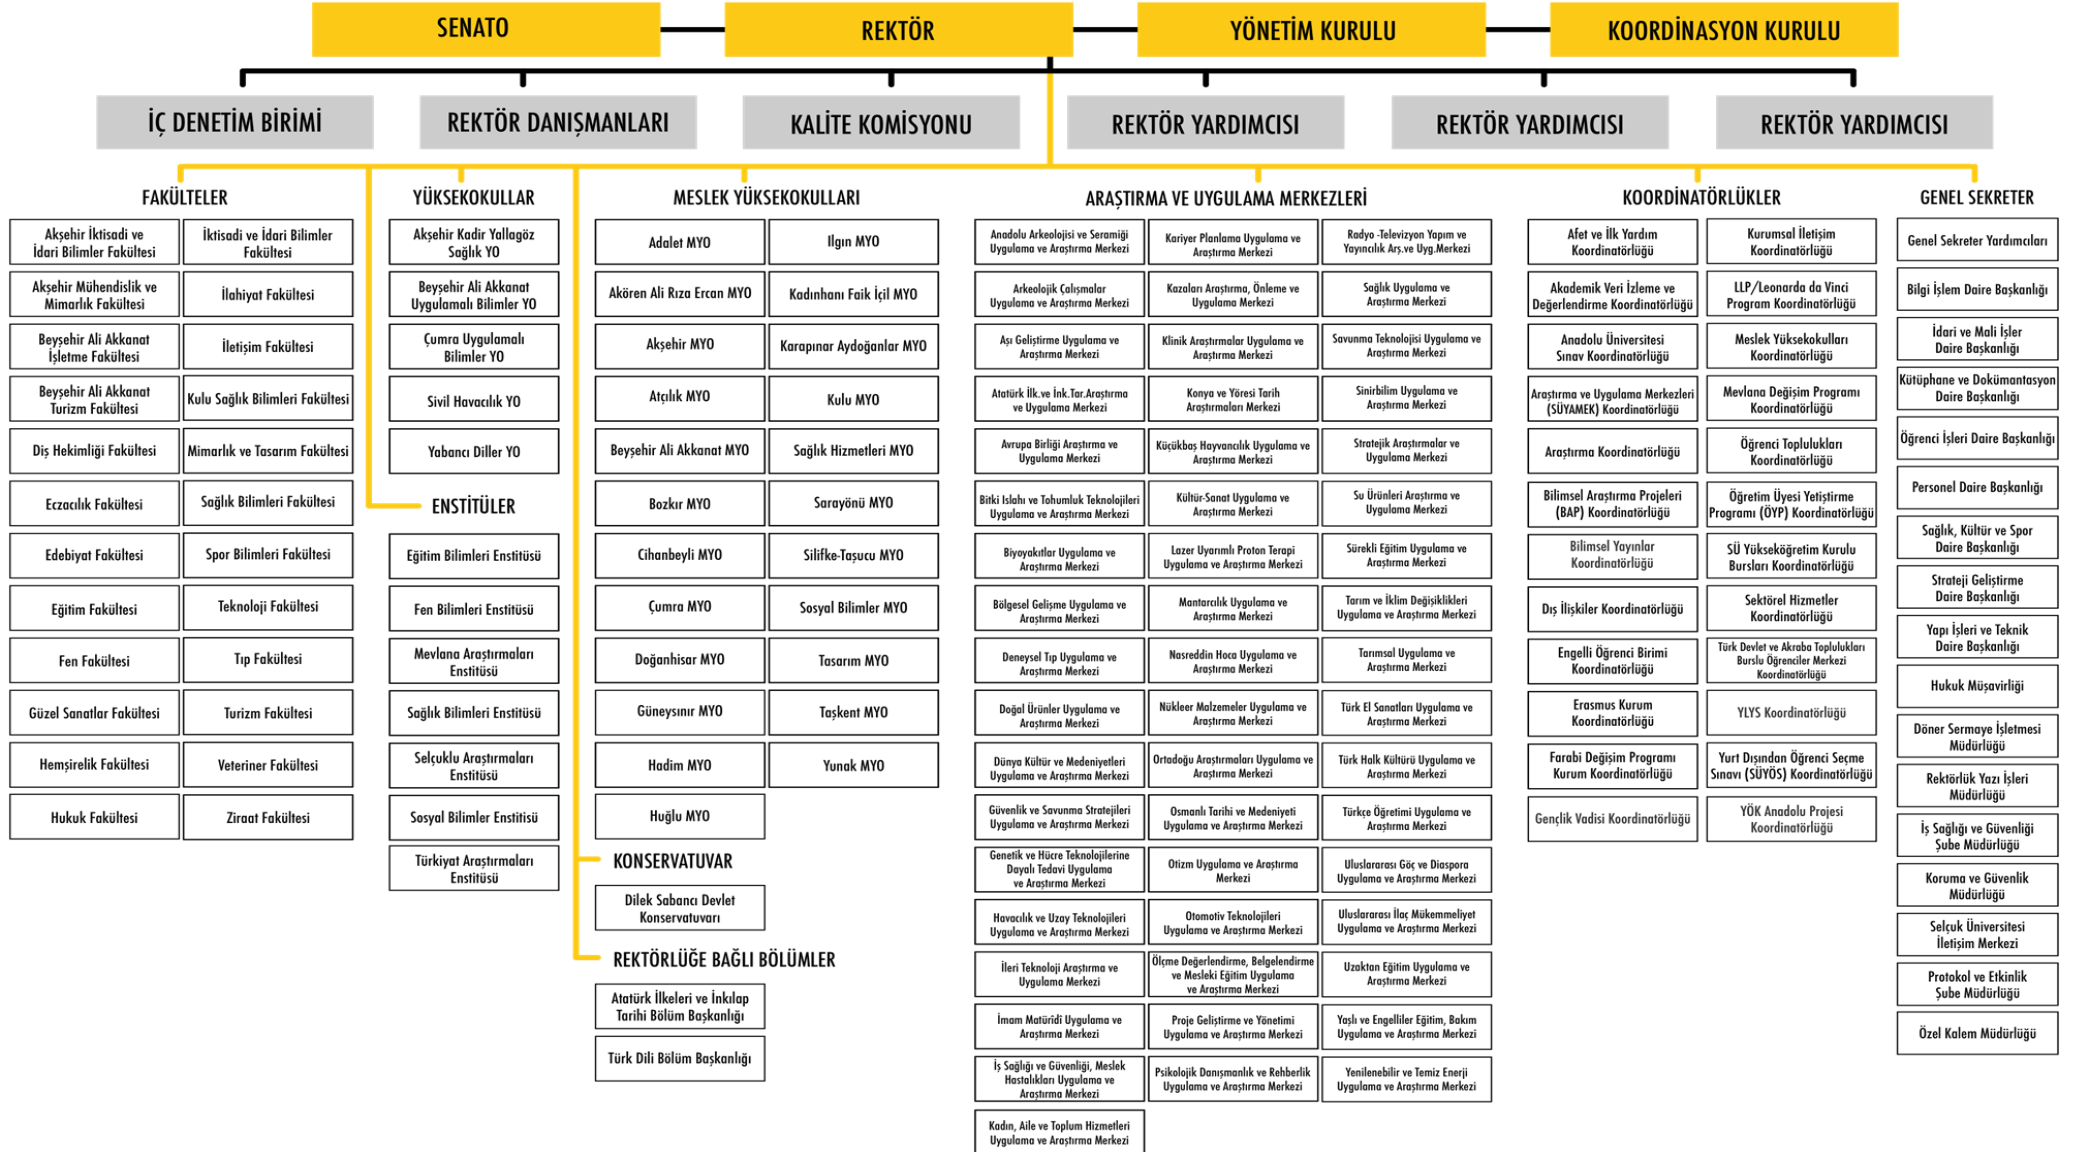 SENATO
REKTÖR
YÖNETİM KURULU
KOORDİNASYON KURULU
İÇ DENETİM BİRİMİ
REKTÖR DANIŞMANLARI
KALİTE KOMİSYONU
REKTÖR YARDIMCISI
REKTÖR YARDIMCISI
REKTÖR YARDIMCISI
FAKÜLTELER
Akşehir İktisadi ve
İdari Bilimler Fakültesi
Akşehir Mühendislik ve
Mimarlık Fakültesi
Beyşehir Ali Akkanat
İşletme Fakültesi
Beyşehir Ali Akkanat
Turizm Fakültesi
Diş Hekimliği Fakültesi
Eczacılık Fakültesi
Edebiyat Fakültesi
Eğitim Fakültesi
Fen Fakültesi
Güzel Sanatlar Fakültesi
Hemşirelik Fakültesi
Hukuk Fakültesi
İktisadi ve İdari Bilimler
Fakültesi
İlahiyat Fakültesi
İletişim Fakültesi
Kulu Sağlık Bilimleri Fakültesi
Mimarlık ve Tasarım Fakültesi
Sağlık Bilimleri Fakültesi
Spor Bilimleri Fakültesi
Teknoloji Fakültesi
Tıp Fakültesi
Turizm Fakültesi
Veteriner Fakültesi
Ziraat Fakültesi
YÜKSEKOKULLAR
Akşehir Kadir Yallagöz
Sağlık YO
Beyşehir Ali Akkanat
Uygulamalı Bilimler YO
Çumra Uygulamalı
Bilimler YO
Sivil Havacılık YO
Yabancı Diller YO
ENSTİTÜLER
Eğitim Bilimleri Enstitüsü
Fen Bilimleri Enstitüsü
Mevlana Araştırmaları
Enstitüsü
Sağlık Bilimleri Enstitüsü
Selçuklu Araştırmaları
Enstitüsü
Sosyal Bilimler Enstitisü
Türkiyat Araştırmaları
Enstitüsü
MESLEK YÜKSEKOKULLARI
Adalet MYO
Akören Ali Rıza Ercan MYO
Akşehir MYO
Atçılık MYO
Beyşehir Ali Akkanat MYO
Bozkır MYO
Cihanbeyli MYO
Çumra MYO
Doğanhisar MYO
Güneysınır MYO
Hadim MYO
Huğlu MYO
Ilgın MYO
Kadınhanı Faik İçil MYO
Karapınar Aydoğanlar MYO
Kulu MYO
Sağlık Hizmetleri MYO
Sarayönü MYO
Silifke-Taşucu MYO
Sosyal Bilimler MYO
Tasarım MYO
Taşkent MYO
Yunak MYO
KONSERVATUVAR
Dilek Sabancı Devlet
Konservatuvarı
REKTÖRLÜĞE BAĞLI BÖLÜMLER
Atatürk İlkeleri ve İnkılap
Tarihi Bölüm Başkanlığı
Türk Dili Bölüm Başkanlığı
ARAŞTIRMA VE UYGULAMA MERKEZLERİ
Anadolu Arkeolojisi ve Seramiği
Uygulama ve Araştırma Merkezi
Arkeolojik Çalışmalar
Uygulama ve Araştırma Merkezi
Aşı Geliştirme Uygulama ve
Araştırma Merkezi
Atatürk İlk.ve İnk.Tar.Araştırma
ve Uygulama Merkezi
Avrupa Birliği Araştırma ve
Uygulama Merkezi
Bitki Islahı ve Tohumluk Teknolojileri
Uygulama ve Araştırma Merkezi
Biyoyakıtlar Uygulama ve
Araştırma Merkezi
Bölgesel Gelişme Uygulama ve
Araştırma Merkezi
Deneysel Tıp Uygulama ve
Araştırma Merkezi
Doğal Ürünler Uygulama ve
Araştırma Merkezi
Dünya Kültür ve Medeniyetleri
Uygulama ve Araştırma Merkezi
Güvenlik ve Savunma Stratejileri
Uygulama ve Araştırma Merkezi
Genetik ve Hücre Teknolojilerine
Dayalı Tedavi Uygulama
ve Araştırma Merkezi
Havacılık ve Uzay Teknolojileri
Uygulama ve Araştırma Merkezi
İleri Teknoloji Araştırma ve
Uygulama Merkezi
İmam Matüridi Uygulama ve
Araştırma Merkezi
İş Sağlığı ve Güvenliği, Meslek
Hastalıkları Uygulama ve
Araştırma Merkezi
Kadın, Aile ve Toplum Hizmetleri
Uygulama ve Araştırma Merkezi
Kariyer Planlama Uygulama ve
Araştırma Merkezi
Kazaları Araştırma, Önleme ve
Uygulama Merkezi
Klinik Araştırmalar Uygulama ve
Araştırma Merkezi
Konya ve Yöresi Tarih
Araştırmaları Merkezi
Küçükbaş Hayvancılık Uygulama ve
Araştırma Merkezi
Kültür-Sanat Uygulama ve
Araştırma Merkezi
Lazer Uyarımlı Proton Terapi
Uygulama ve Araştırma Merkezi
Mantarcılık Uygulama ve
Araştırma Merkezi
Nasreddin Hoca Uygulama ve
Araştırma Merkezi
Nükleer Malzemeler Uygulama ve
Araştırma Merkezi
Ortadoğu Araştırmaları Uygulama ve
Araştırma Merkezi
Osmanlı Tarihi ve Medeniyeti
Uygulama ve Araştırma Merkezi
Otizm Uygulama ve Araştırma
Merkezi
Otomotiv Teknolojileri
Uygulama ve Araştırma Merkezi
Ölçme Değerlendirme, Belgelendirme
ve Mesleki Eğitim Uygulama
ve Araştırma Merkezi
Proje Geliştirme ve Yönetimi
Uygulama ve Araştırma Merkezi
Psikolojik Danışmanlık ve Rehberlik
Uygulama ve Araştırma Merkezi
Radyo -Televizyon Yapım ve
Yayıncılık Arş.ve Uyg.Merkezi
Sağlık Uygulama ve
Araştırma Merkezi
Savunma Teknolojisi Uygulama ve
Araştırma Merkezi
Sinirbilim Uygulama ve
Araştırma Merkezi
Stratejik Araştırmalar ve
Uygulama Merkezi
Su Ürünleri Araştırma ve
Uygulama Merkezi
Sürekli Eğitim Uygulama ve
Araştırma Merkezi
Tarım ve İklim Değişiklikleri
Uygulama ve Araştırma Merkezi
Tarımsal Uygulama ve
Araştırma Merkezi
Türk El Sanatları Uygulama ve
Araştırma Merkezi
Türk Halk Kültürü Uygulama ve
Araştırma Merkezi
Türkçe Öğretimi Uygulama ve
Araştırma Merkezi
Uluslararası Göç ve Diaspora
Uygulama ve Araştırma Merkezi
Uluslararası İlaç Mükemmeliyet
Uygulama ve Araştırma Merkezi
Uzaktan Eğitim Uygulama ve
Araştırma Merkezi
Yaşlı ve Engelliler Eğitim, Bakım
Uygulama ve Araştırma Merkezi
Yenilenebilir ve Temiz Enerji
Uygulama ve Araştırma Merkezi
KOORDİNATÖRLÜKLER
Afet ve İlk Yardım
Koordinatörlüğü
Akademik Veri İzleme ve
Değerlendirme Koordinatörlüğü
Anadolu Üniversitesi
Sınav Koordinatörlüğü
Araştırma ve Uygulama Merkezleri
(SÜYAMEK) Koordinatörlüğü
Araştırma Koordinatörlüğü
Bilimsel Araştırma Projeleri
(BAP) Koordinatörlüğü
Bilimsel Yayınlar
Koordinatörlüğü
Dış İlişkiler Koordinatörlüğü
Engelli Öğrenci Birimi
Koordinatörlüğü
Erasmus Kurum
Koordinatörlüğü
Farabi Değişim Programı
Kurum Koordinatörlüğü
Gençlik Vadisi Koordinatörlüğü
Kurumsal İletişim
Koordinatörlüğü
LLP/Leonarda da Vinci
Program Koordinatörlüğü
Meslek Yüksekokulları
Koordinatörlüğü
Mevlana Değişim Programı
Koordinatörlüğü
Öğrenci Toplulukları
Koordinatörlüğü
Öğretim Üyesi Yetiştirme
Programı (ÖYP) Koordinatörlüğü
SÜ Yükseköğretim Kurulu
Bursları Koordinatörlüğü
Sektörel Hizmetler
Koordinatörlüğü
Türk Devlet ve Akraba Toplulukları
Burslu Öğrenciler Merkezi
Koordinatörlüğü
YLYS Koordinatörlüğü
Yurt Dışından Öğrenci Seçme
Sınavı (SÜYÖS) Koordinatörlüğü
YÖK Anadolu Projesi
Koordinatörlüğü
GENEL SEKRETER
Genel Sekreter Yardımcıları
Bilgi İşlem Daire Başkanlığı
İdari ve Mali İşler
Daire Başkanlığı
Kütüphane ve Dokümantasyon
Daire Başkanlığı
Öğrenci İşleri Daire Başkanlığı
Personel Daire Başkanlığı
Sağlık, Kültür ve Spor
Daire Başkanlığı
Strateji Geliştirme
Daire Başkanlığı
Yapı İşleri ve Teknik
Daire Başkanlığı
Hukuk Müşavirliği
Döner Sermaye İşletmesi
Müdürlüğü
Rektörlük Yazı İşleri
Müdürlüğü
İş Sağlığı ve Güvenliği
Şube Müdürlüğü
Koruma ve Güvenlik
Müdürlüğü
Selçuk Üniversitesi
İletişim Merkezi
Protokol ve Etkinlik
Şube Müdürlüğü
Özel Kalem Müdürlüğü